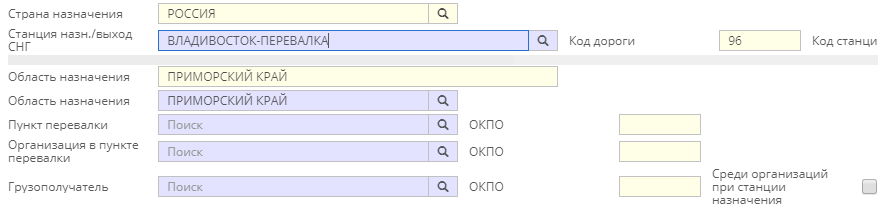 Страна назначения РОССИЯ
Станция назн./выход СНГ ВЛАДИВОСТОК-ПЕРЕВАЛКА Код дороги 96 Код станци
Область назначения ПРИМОРСКИЙ КРАЙ
Область назначения ПРИМОРСКИЙ КРАЙ
Пункт перевалки Поиск ОКПО
Организация в пункте перевалки Поиск ОКПО
Грузополучатель Поиск ОКПО Среди организаций при станции назначения